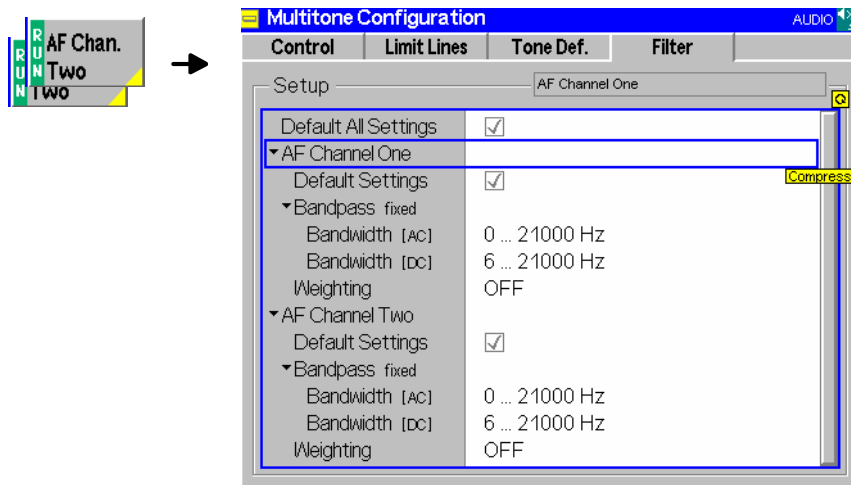 RUN AF Chan.
Two
RUN Two
Multitone Configuration AUDIO
Control Limit Lines Tone Def. Filter
Setup AF Channel One
Default All Settings
AF Channel One
Compress
Default Settings
Bandpass fixed
Bandwidth [AC] 0 ... 21000 Hz
Bandwidth [DC] 6 ... 21000 Hz
Weighting OFF
AF Channel Two
Default Settings
Bandpass fixed
Bandwidth [AC] 0 ... 21000 Hz
Bandwidth [DC] 6 ... 21000 Hz
Weighting OFF